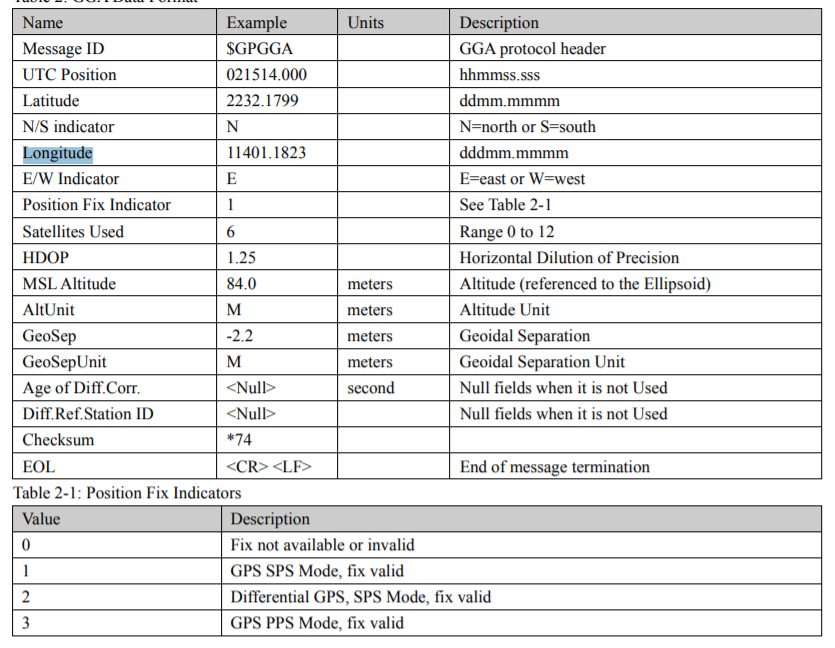 Table 2: GGA Data Format
Name Example Units Description
Message ID $GPGGA GGA protocol header
UTC Position 021514.000 hhmmss.sss
Latitude 2232.1799 ddmm.mmmm
N/S indicator N N=north or S=south
Longitude 11401.1823 dddmm.mmmm
E/W Indicator E E=east or W=west
Position Fix Indicator 1 See Table 2-1
Satellites Used 6 Range 0 to 12
HDOP 1.25 Horizontal Dilution of Precision
MSL Altitude 84.0 meters Altitude (referenced to the Ellipsoid)
AltUnit M meters Altitude Unit
GeoSep -2.2 meters Geoidal Separation
GeoSepUnit M meters Geoidal Separation Unit
Age of Diff.Corr. <Null> second Null fields when it is not Used
Diff.Ref.Station ID <Null> Null fields when it is not Used
Checksum *74
EOL <CR> <LF> End of message termination
Table 2-1: Position Fix Indicators
Value Description
0 Fix not available or invalid
1 GPS SPS Mode, fix valid
2 Differential GPS, SPS Mode, fix valid
3 GPS PPS Mode, fix valid